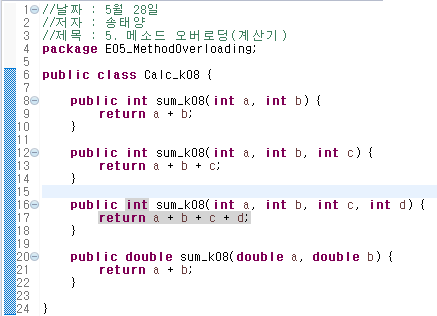 1 //날짜 : 5월 28일
2 //저자 : 송태양
3 //제목 : 5. 메소드 오버로딩(계산기)
4 package E05_MethodOverloading;
5
6 public class Calc_k08 {
7
8 public int sum_k08(int a, int b) {
9 return a + b;
10 }
11
12 public int sum_k08(int a, int b, int c) {
13 return a + b + c;
14 }
15
16 public int sum_k08(int a, int b, int c, int d) {
17 return a + b + c + d;
18 }
19
20 public double sum_k08(double a, double b) {
21 return a + b;
22 }
23
24 }